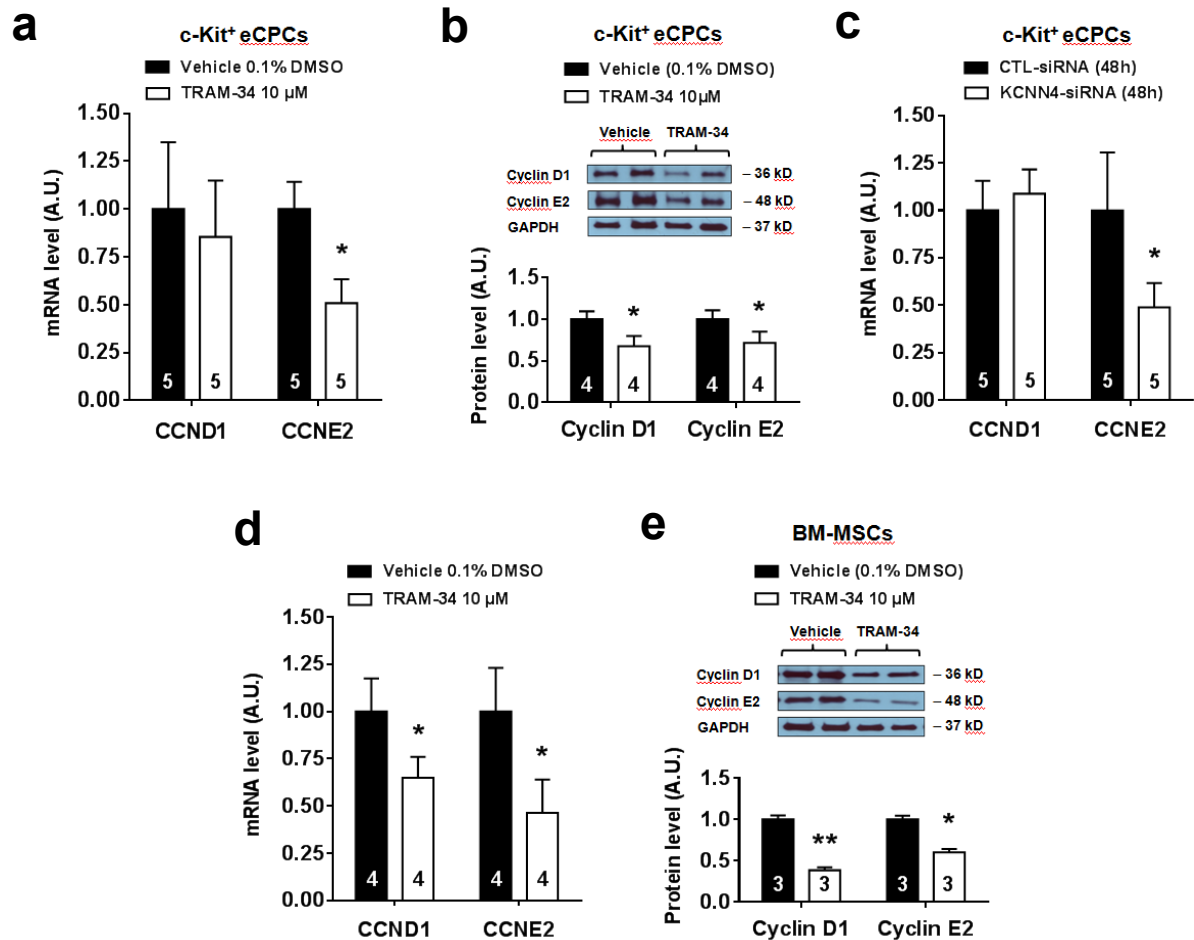 a
c-Kit⁺ eCPCs
Vehicle 0.1% DMSO
TRAM-34 10 µM
mRNA level (A.U.)
1.50
1.25
1.00
0.75
0.50
0.25
0.00
5
5
*
5
5
CCND1
CCNE2
b
c-Kit⁺ eCPCs
Vehicle (0.1% DMSO)
TRAM-34 10µM
Vehicle TRAM-34
Cyclin D1 – 36 kD
Cyclin E2 – 48 kD
GAPDH – 37 kD
Protein level (A.U.)
1.5
1.0
0.5
0.0
*
*
4
4
4
4
Cyclin D1
Cyclin E2
c
c-Kit⁺ eCPCs
CTL-siRNA (48h)
KCNN4-siRNA (48h)
mRNA level (A.U.)
1.50
1.25
1.00
0.75
0.50
0.25
0.00
*
5
5
5
5
CCND1
CCNE2
d
Vehicle 0.1% DMSO
TRAM-34 10 µM
mRNA level (A.U.)
1.50
1.25
1.00
0.75
0.50
0.25
0.00
*
*
4
4
4
4
CCND1
CCNE2
e
BM-MSCs
Vehicle (0.1% DMSO)
TRAM-34 10 µM
Vehicle TRAM-34
Cyclin D1 – 36 kD
Cyclin E2 – 48 kD
GAPDH – 37 kD
Protein level (A.U.)
1.5
1.0
0.5
0.0
**
*
3
3
3
3
Cyclin D1
Cyclin E2